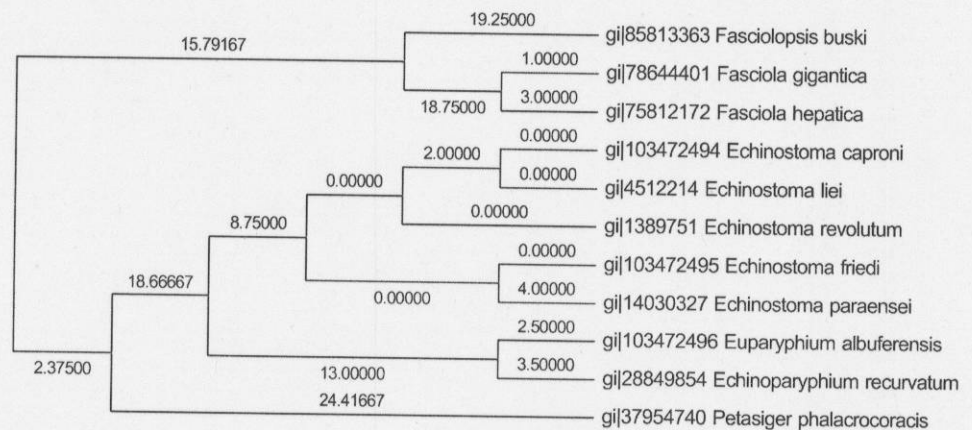 19.25000
15.79167
gi|85813363 Fasciolopsis buski
1.00000
gi|78644401 Fasciola gigantica
18.75000
3.00000
gi|75812172 Fasciola hepatica
0.00000
2.00000
gi|103472494 Echinostoma caproni
0.00000
0.00000
gi|4512214 Echinostoma liei
0.00000
8.75000
gi|1389751 Echinostoma revolutum
0.00000
18.66667
gi|103472495 Echinostoma friedi
0.00000
4.00000
gi|14030327 Echinostoma paraensei
2.50000
gi|103472496 Euparyphium albuferensis
2.37500
13.00000
3.50000
gi|28849854 Echinoparyphium recurvatum
24.41667
gi|37954740 Petasiger phalacrocoracis